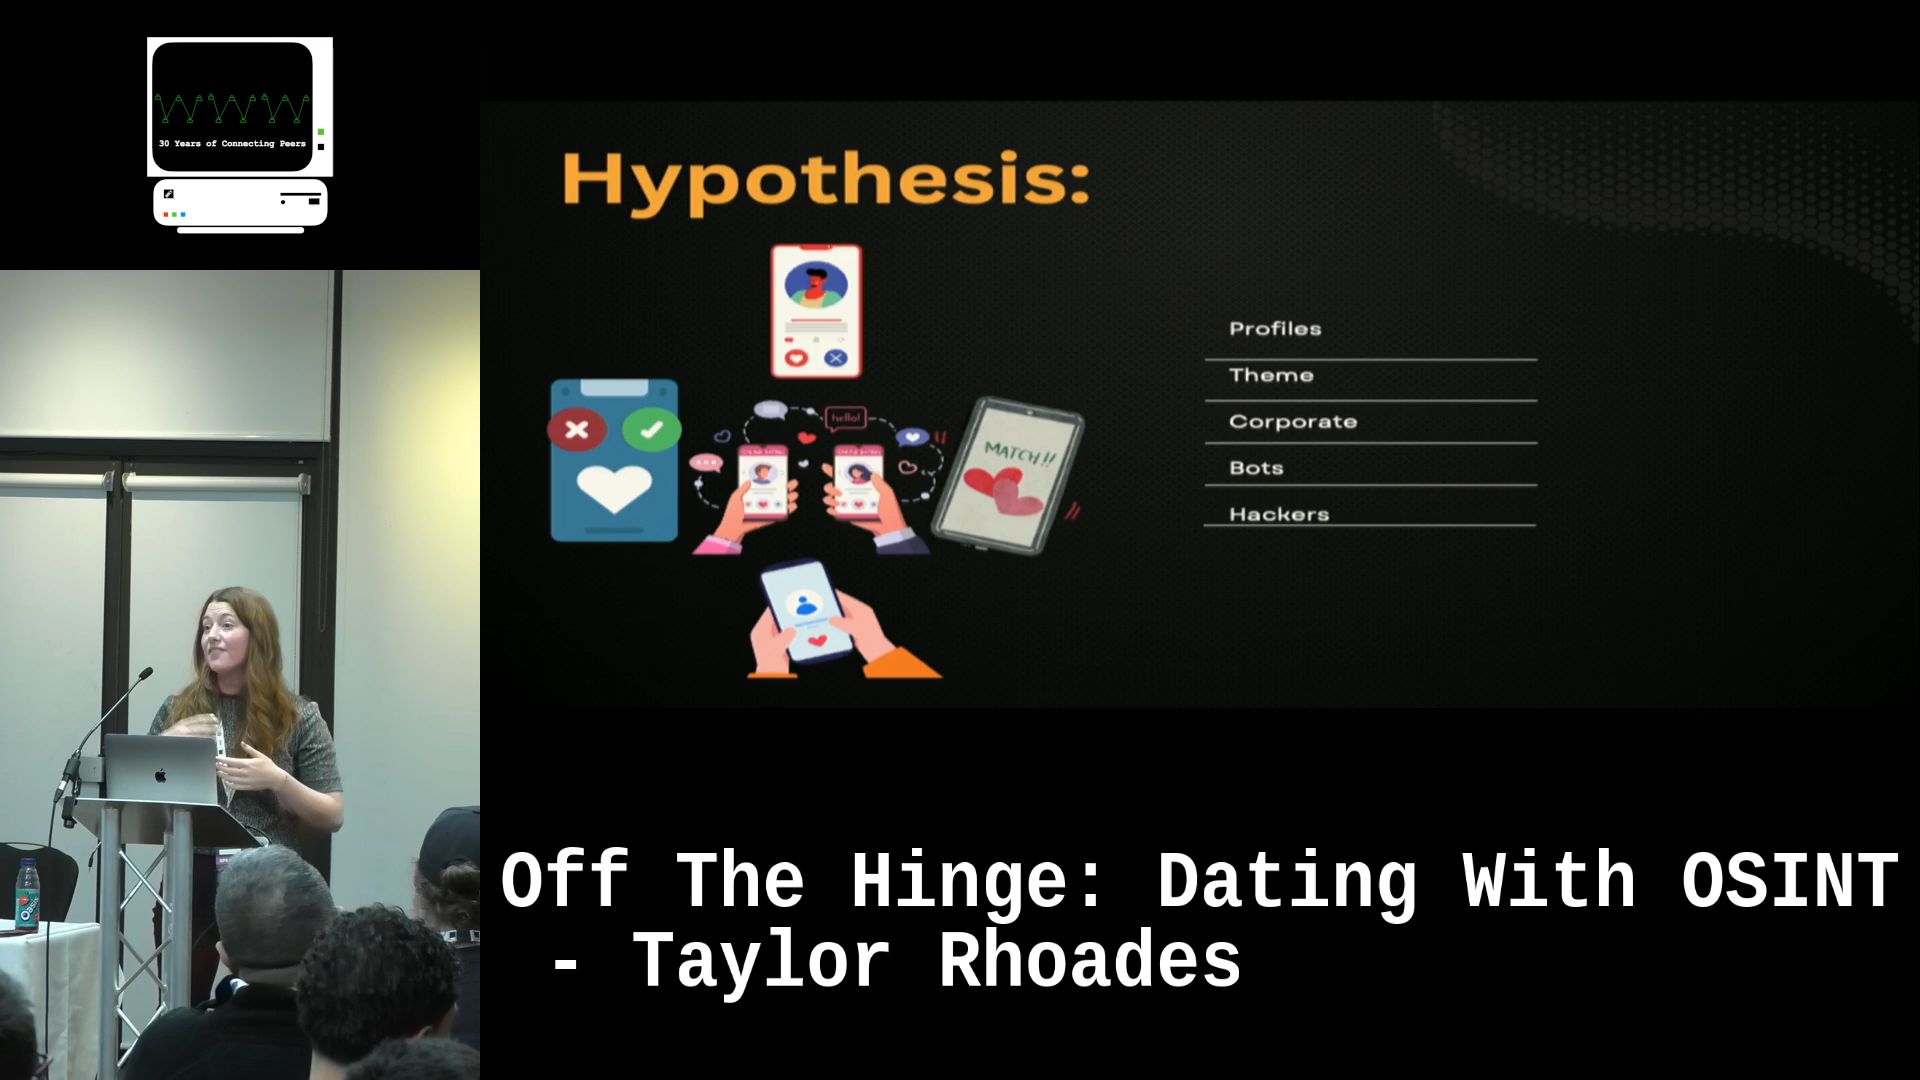 30 Years of Connecting Peers
Hypothesis:
hello!
MATCH!!
Profiles
Theme
Corporate
Bots
Hackers
Off The Hinge: Dating With OSINT
- Taylor Rhoades